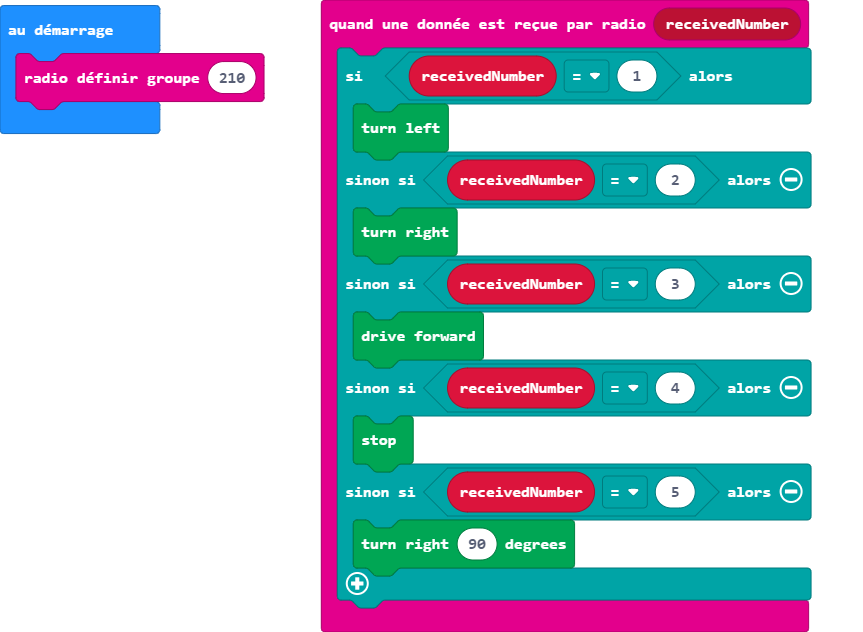 au démarrage
radio définir groupe 210
quand une donnée est reçue par radio receivedNumber
si receivedNumber = 1 alors
turn left
sinon si receivedNumber = 2 alors
turn right
sinon si receivedNumber = 3 alors
drive forward
sinon si receivedNumber = 4 alors
stop
sinon si receivedNumber = 5 alors
turn right 90 degrees